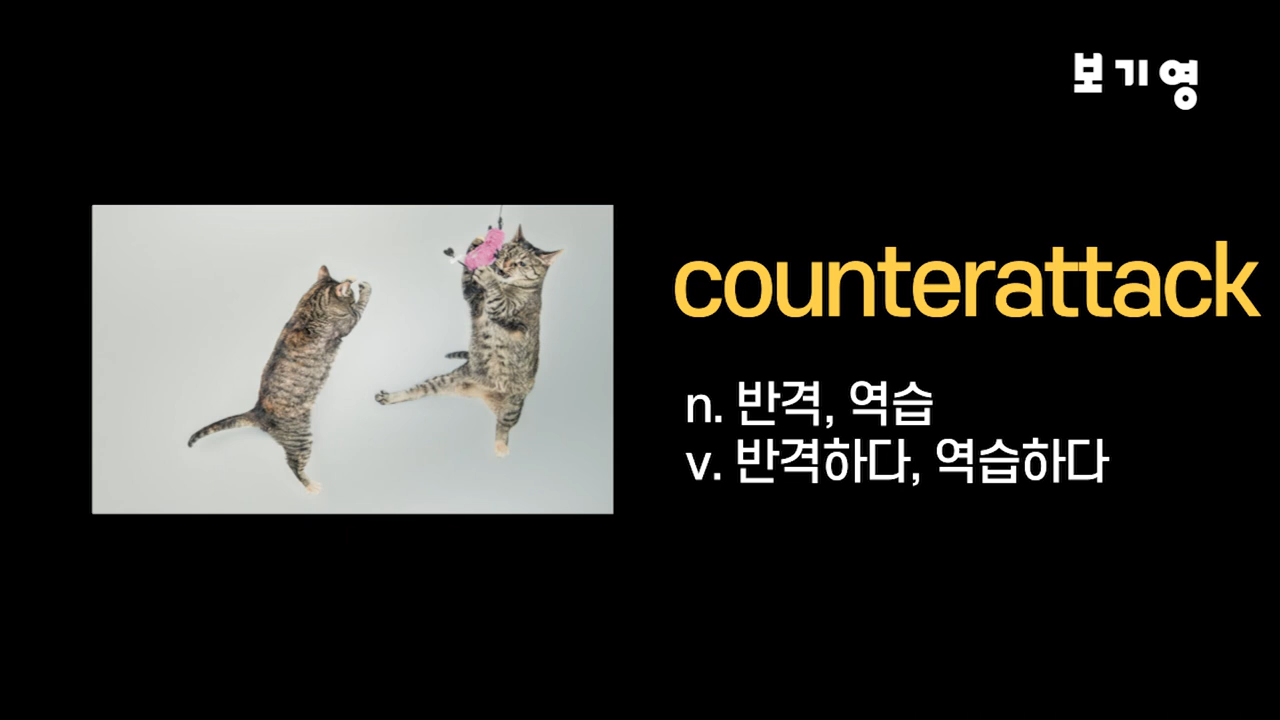 보기영
counterattack
n. 반격, 역습
v. 반격하다, 역습하다